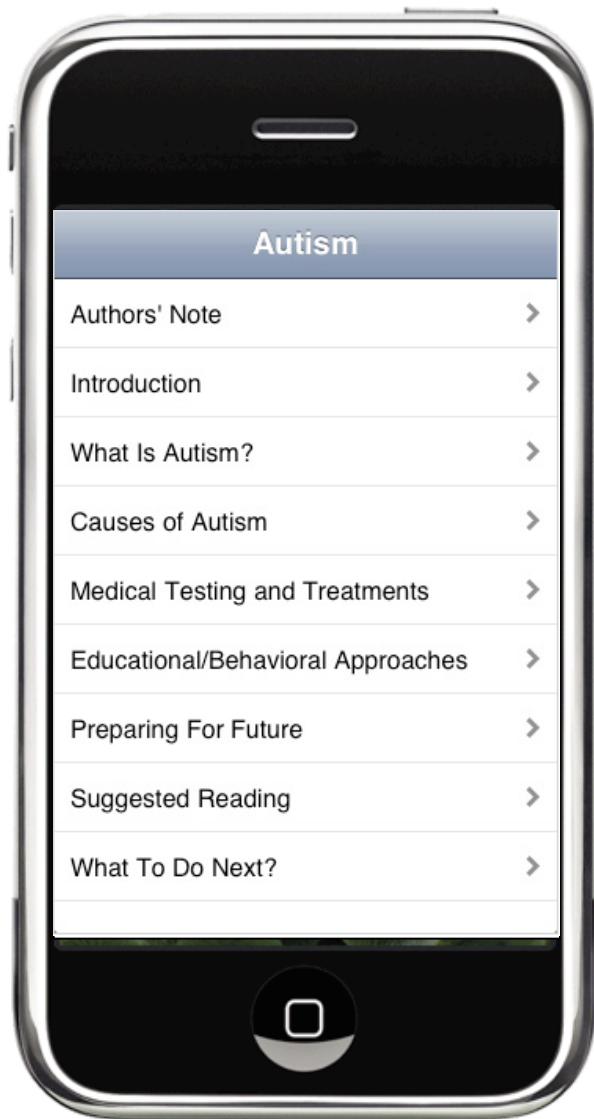 Autism
Authors' Note
Introduction
What Is Autism?
Causes of Autism
Medical Testing and Treatments
Educational/Behavioral Approaches
Preparing For Future
Suggested Reading
What To Do Next?